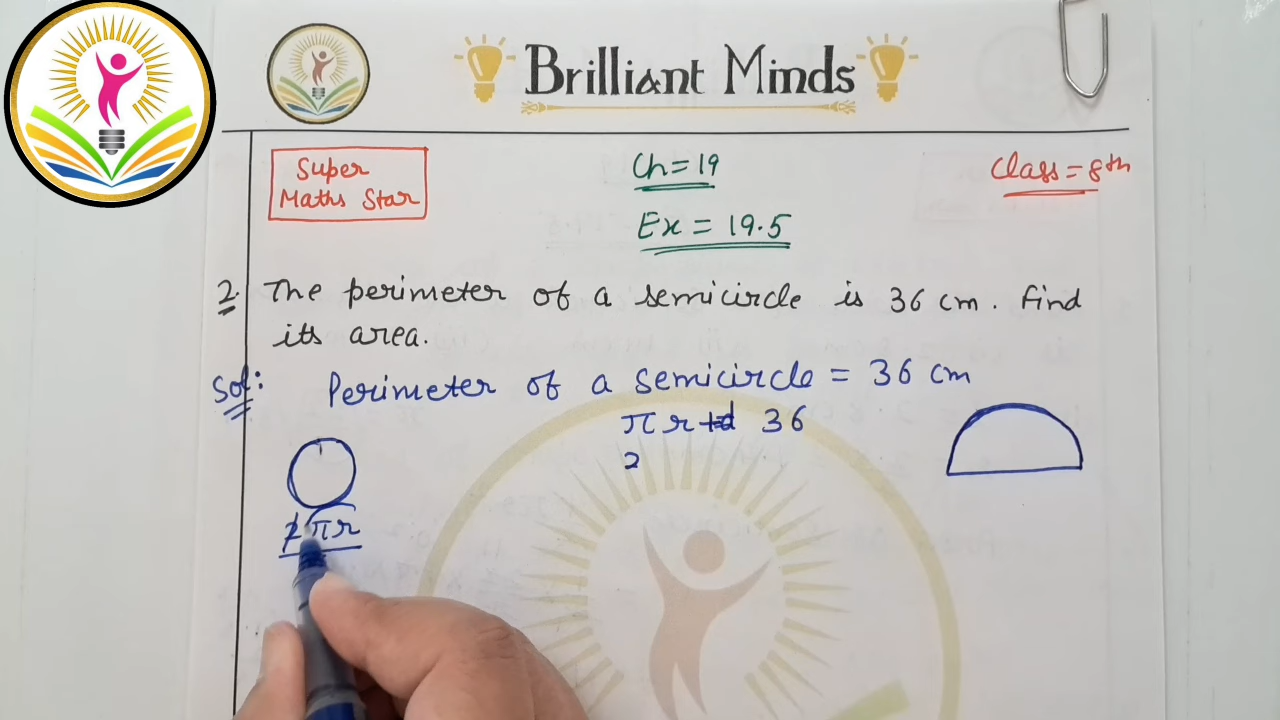 Brilliant Minds
Super
Maths Star
Ch = 19
Class = 8th
Ex = 19.5
2. The perimeter of a semicircle is 36 cm. Find
its area.
Sol: Perimeter of a semicircle = 36 cm
πr+d 36
2
2πr